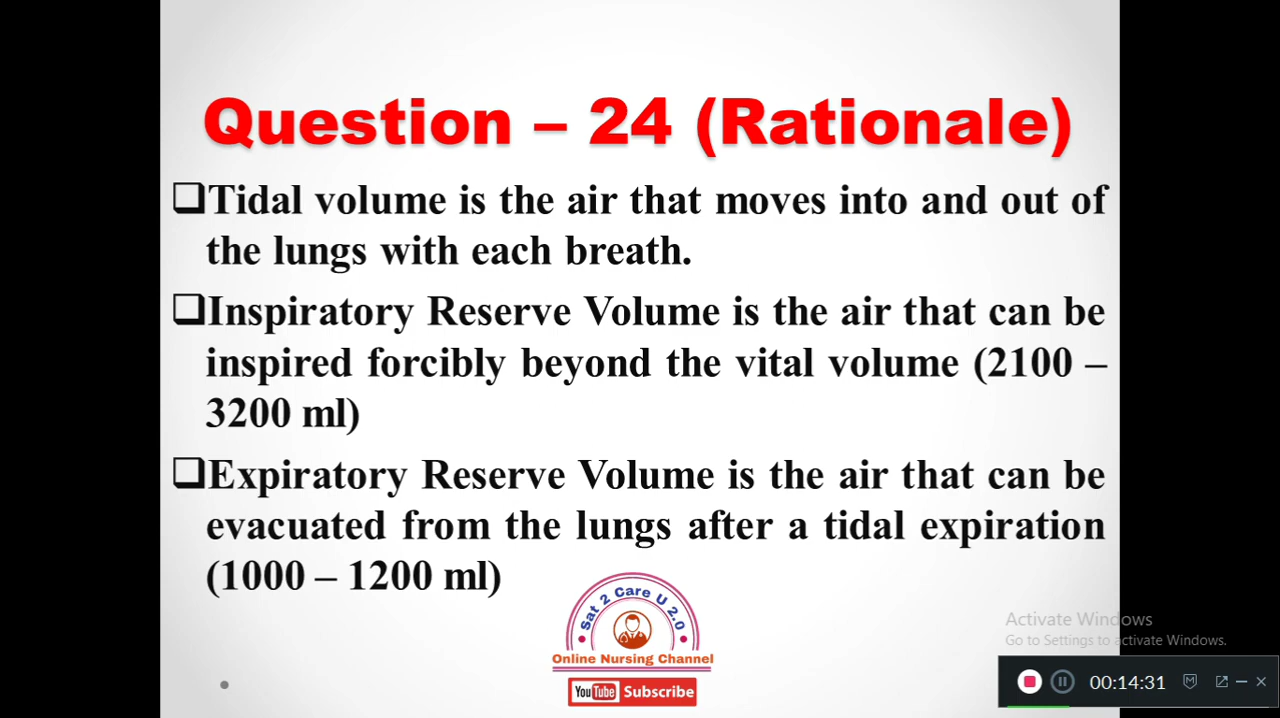 Question – 24 (Rationale)
❑Tidal volume is the air that moves into and out of
the lungs with each breath.
❑Inspiratory Reserve Volume is the air that can be
inspired forcibly beyond the vital volume (2100 –
3200 ml)
❑Expiratory Reserve Volume is the air that can be
evacuated from the lungs after a tidal expiration
(1000 – 1200 ml)
Sat 2 Care U 2.0
Online Nursing Channel
YouTube Subscribe
Activate Windows
Go to Settings to activate Windows.
00:14:31